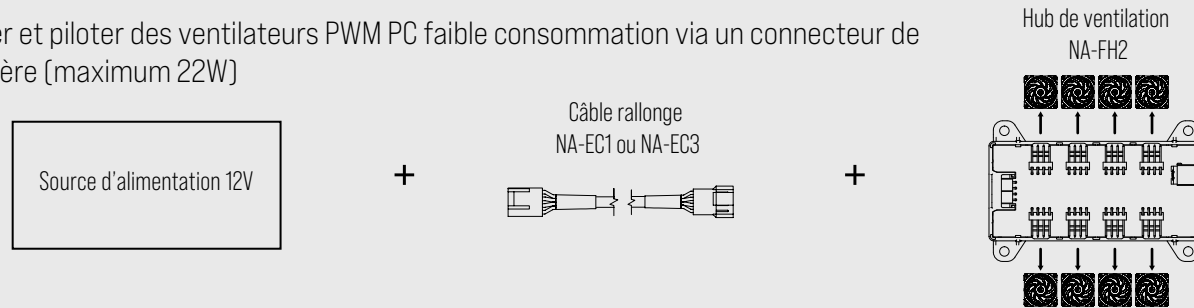 et piloter des ventilateurs PWM PC faible consommation via un connecteur de
(maximum 22W)
Hub de ventilation
NA-FH2
Câble rallonge
NA-EC1 ou NA-EC3
Source d'alimentation 12V
+
+